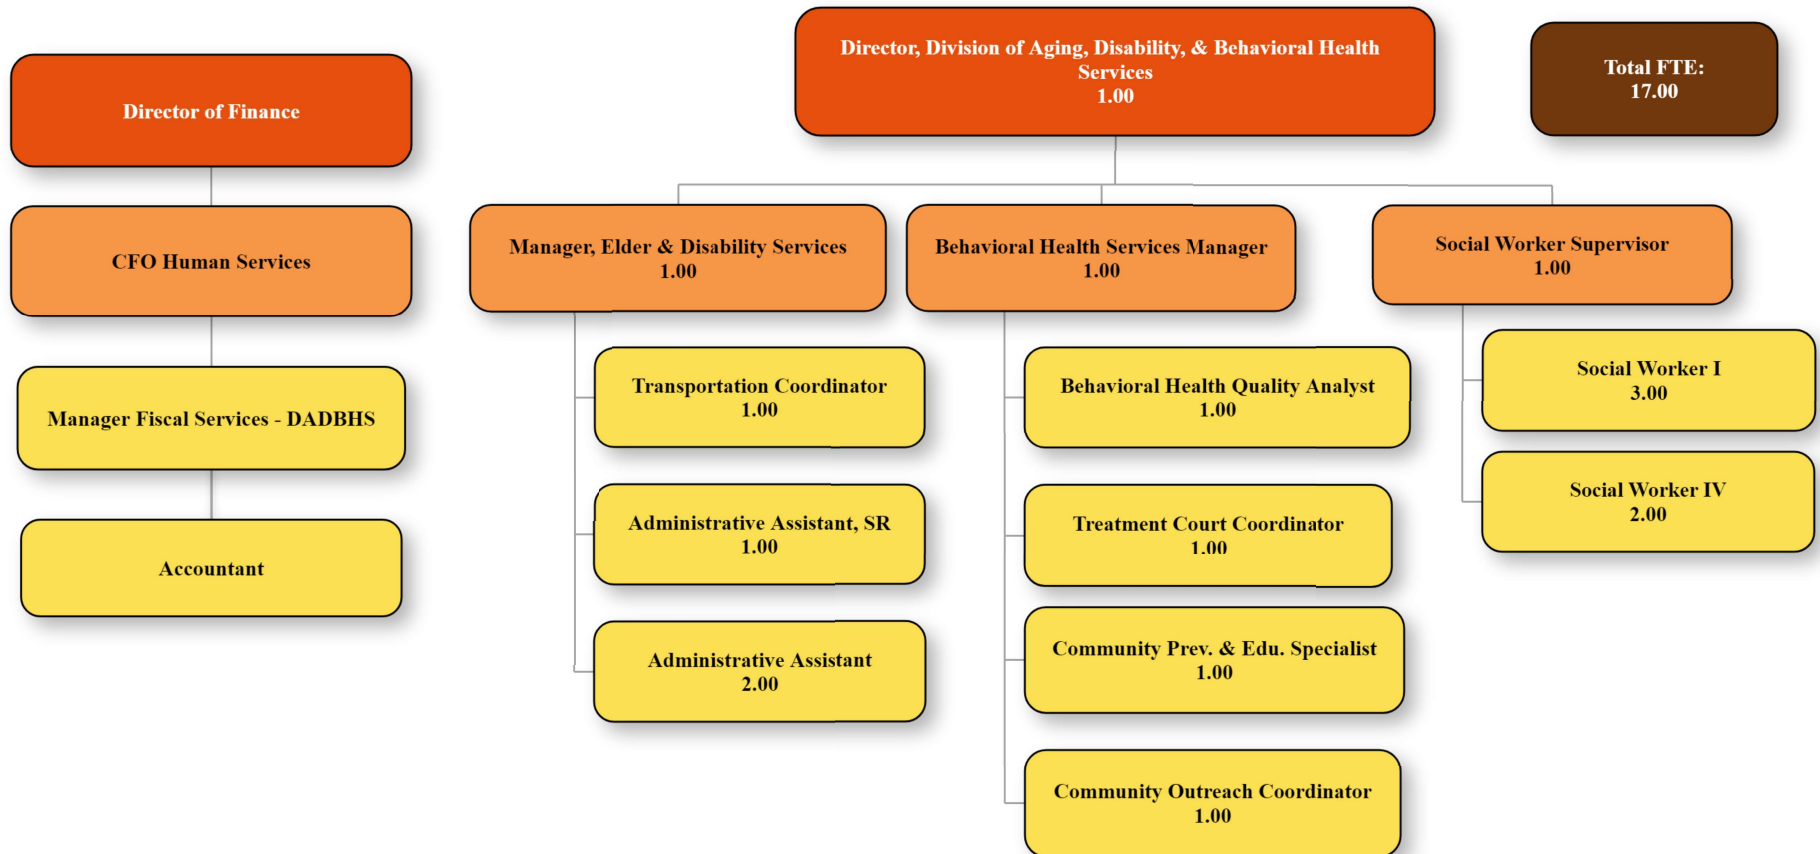 Director, Division of Aging, Disability, & Behavioral Health
Services
1.00
Total FTE:
17.00
Director of Finance
CFO Human Services
Manager Fiscal Services - DADBHS
Accountant
Manager, Elder & Disability Services
1.00
Transportation Coordinator
1.00
Administrative Assistant, SR
1.00
Administrative Assistant
2.00
Behavioral Health Services Manager
1.00
Behavioral Health Quality Analyst
1.00
Treatment Court Coordinator
1.00
Community Prev. & Edu. Specialist
1.00
Community Outreach Coordinator
1.00
Social Worker Supervisor
1.00
Social Worker I
3.00
Social Worker IV
2.00